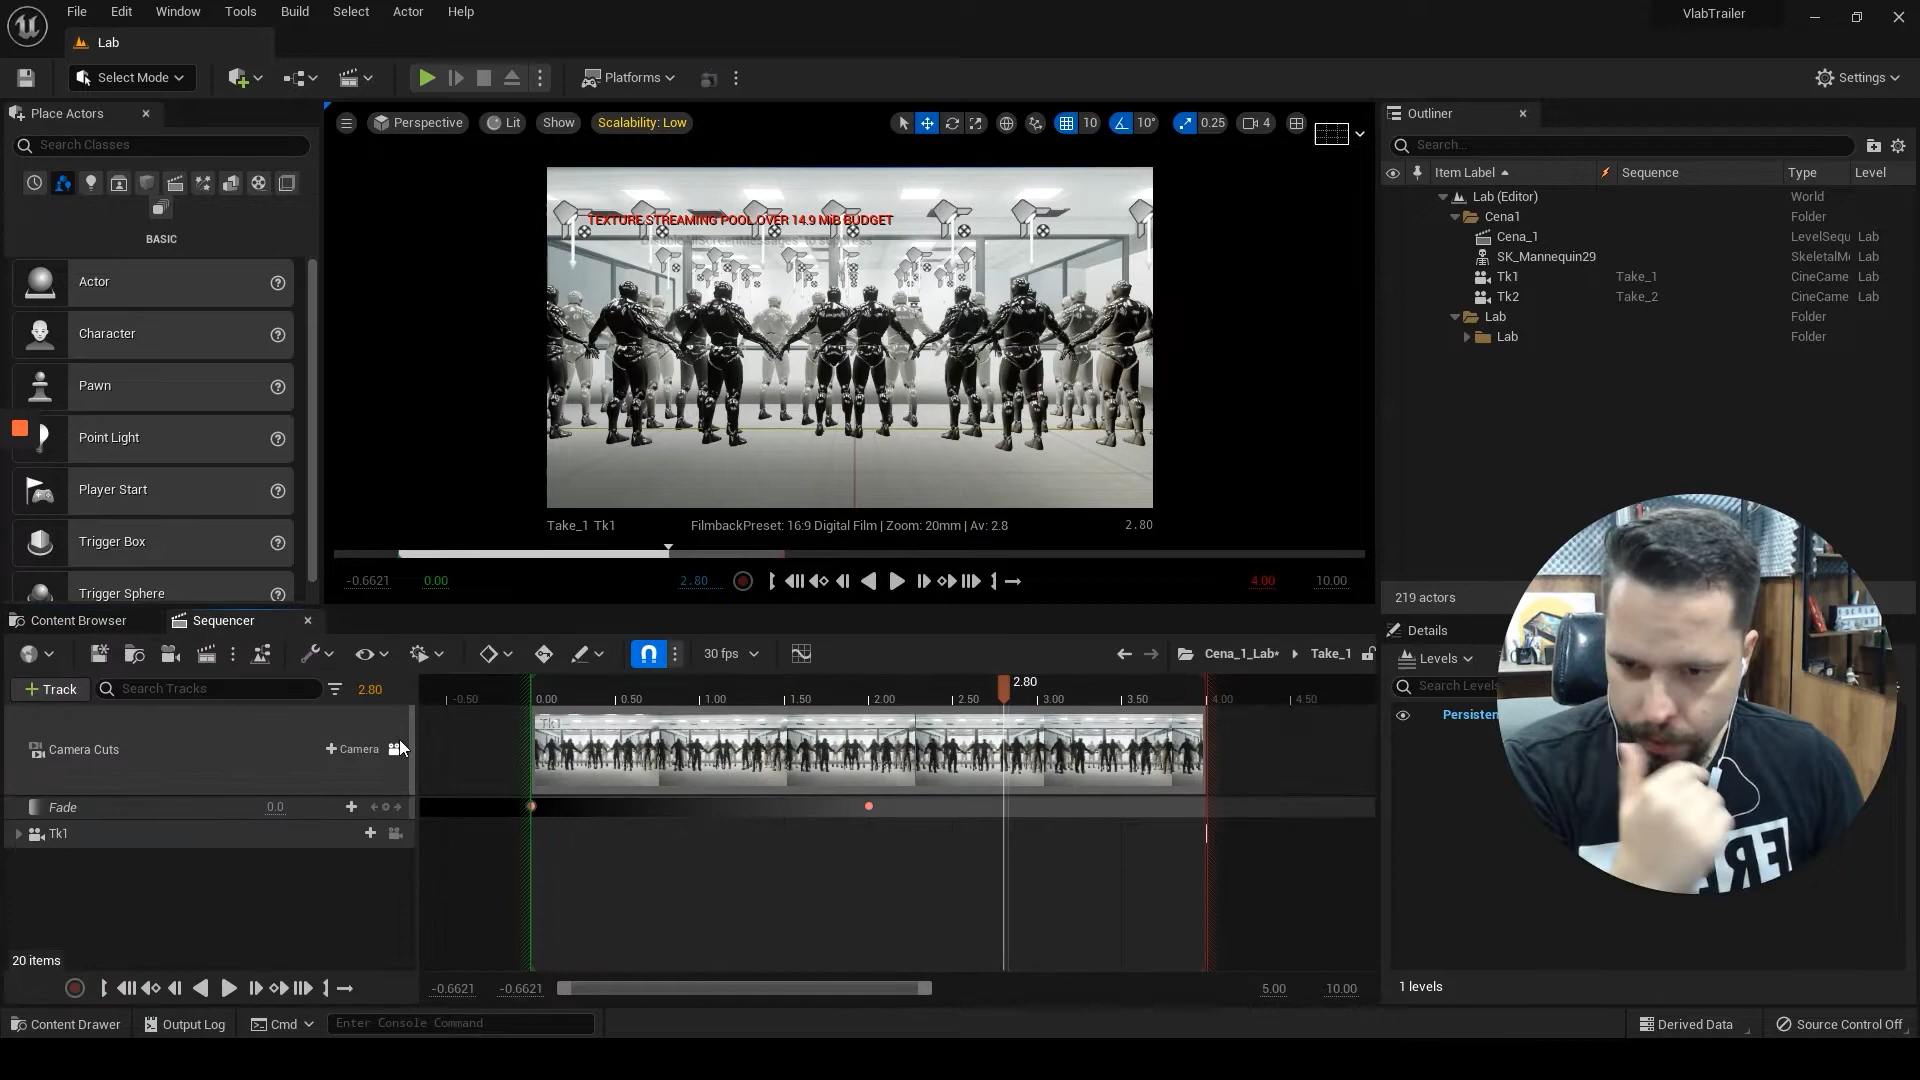 File Edit Window Tools Build Select Actor Help
VlabTrailer
Lab
Select Mode
Platforms
Settings
Place Actors
Search Classes
BASIC
Actor
Character
Pawn
Point Light
Player Start
Trigger Box
Trigger Sphere
Perspective Lit Show Scalability: Low
10 10° 0.25 4
TEXTURE STREAMING POOL OVER 14.9 MiB BUDGET
'DisableAllScreenMessages' to suppress
Take_1 Tk1 FilmbackPreset: 16:9 Digital Film | Zoom: 20mm | Av: 2.8 2.80
-0.6621 0.00 2.80 4.00 10.00
Outliner
Search...
Item Label Sequence Type Level
Lab (Editor) World
Cena1 Folder
Cena_1 LevelSequ Lab
SK_Mannequin29 SkeletalMe Lab
Tk1 Take_1 CineCame Lab
Tk2 Take_2 CineCame Lab
Lab Folder
Lab Folder
219 actors
Details
Levels
Search Levels
Persisten
1 levels
Content Browser Sequencer
30 fps
Cena_1_Lab* Take_1
Track
Search Tracks
2.80
-0.50 0.00 0.50 1.00 1.50 2.00 2.50 2.80 3.00 3.50 4.00 4.50
Tk1
Camera Cuts Camera
Fade 0.0
Tk1
20 items
-0.6621 -0.6621 5.00 10.00
Content Drawer Output Log Cmd Enter Console Command
Derived Data Source Control Off